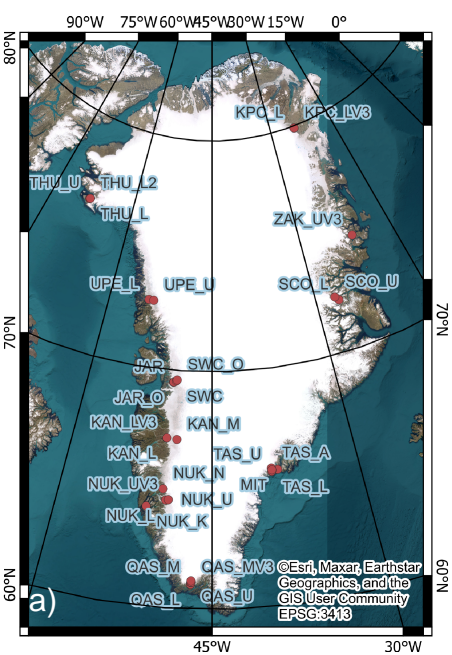 90°W 75°W 60°W 45°W 30°W 15°W 0°
80°N
KPC_L KPC_LV3
THU_U THU_L2
THU_L
ZAK_UV3
UPE_L UPE_U
SCO_L SCO_U
70°N
70°N
JAR SWC_O
JAR_O SWC
KAN_LV3 KAN_M
KAN_L TAS_U TAS_A
NUK_UV3 NUK_N MIT TAS_L
NUK_U
NUK_L NUK_K
QAS_M QAS_MV3
QAS_L QAS_U
60°N
60°N
©Esri, Maxar, Earthstar
Geographics, and the
GIS User Community
EPSG:3413
a)
45°W 30°W